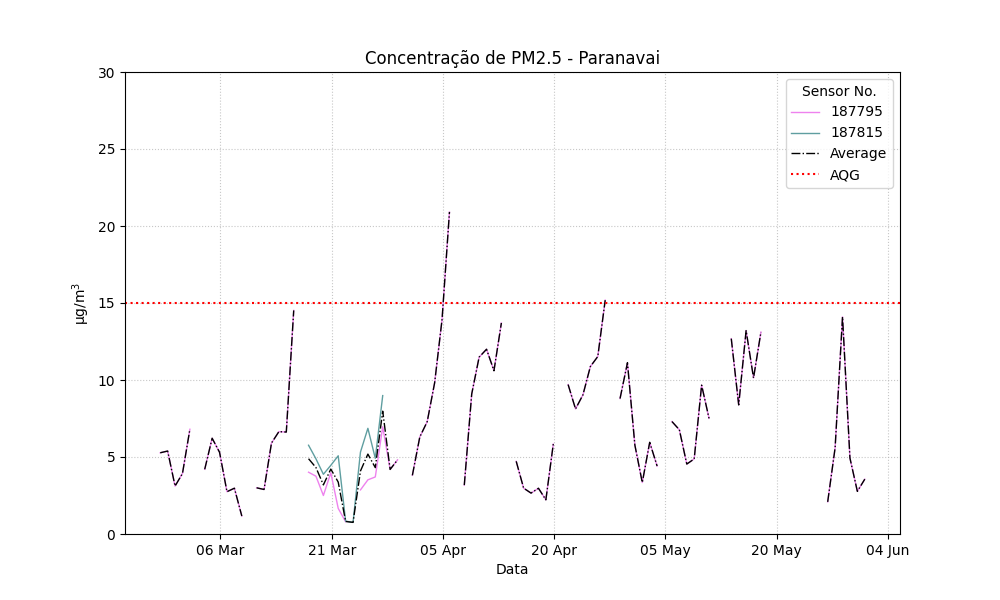 Concentração de PM2.5 - Paranavai
30
25
20
15
10
5
0
µg/m³
06 Mar
21 Mar
05 Apr
20 Apr
05 May
20 May
04 Jun
Data
Sensor No.
187795
187815
Average
AQG